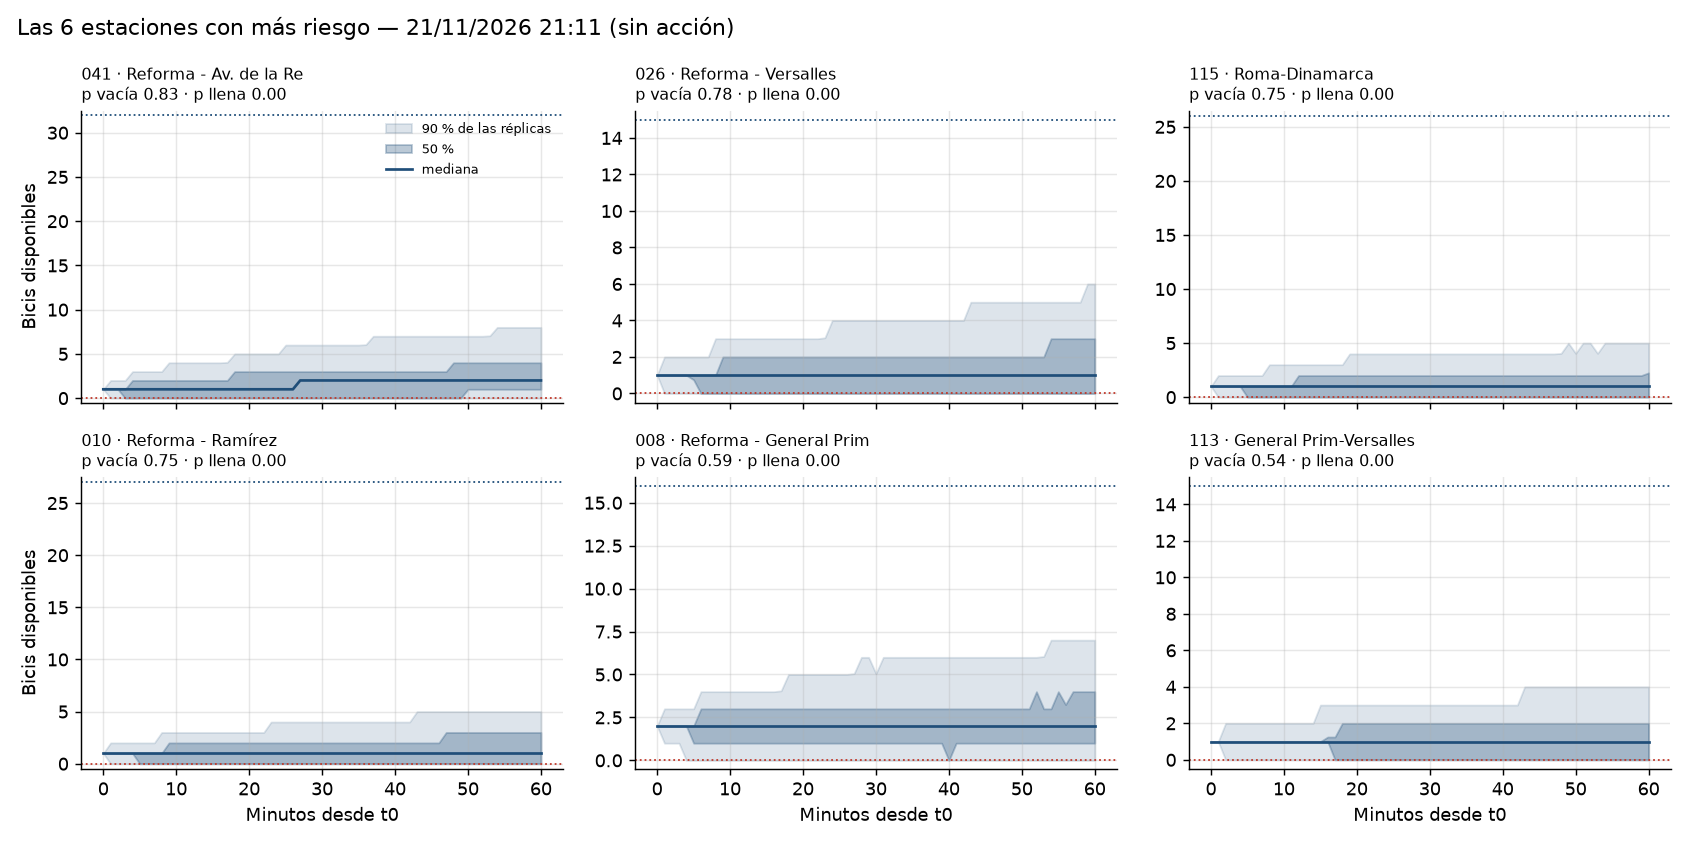 Las 6 estaciones con más riesgo — 21/11/2026 21:11 (sin acción)
041 · Reforma - Av. de la Re
p vacía 0.83 · p llena 0.00
30
25
20
15
10
5
0
Bicis disponibles
90 % de las réplicas
50 %
mediana
026 · Reforma - Versalles
p vacía 0.78 · p llena 0.00
14
12
10
8
6
4
2
0
115 · Roma-Dinamarca
p vacía 0.75 · p llena 0.00
25
20
15
10
5
0
010 · Reforma - Ramírez
p vacía 0.75 · p llena 0.00
25
20
15
10
5
0
Bicis disponibles
0 10 20 30 40 50 60
Minutos desde t0
008 · Reforma - General Prim
p vacía 0.59 · p llena 0.00
15.0
12.5
10.0
7.5
5.0
2.5
0.0
0 10 20 30 40 50 60
Minutos desde t0
113 · General Prim-Versalles
p vacía 0.54 · p llena 0.00
14
12
10
8
6
4
2
0
0 10 20 30 40 50 60
Minutos desde t0